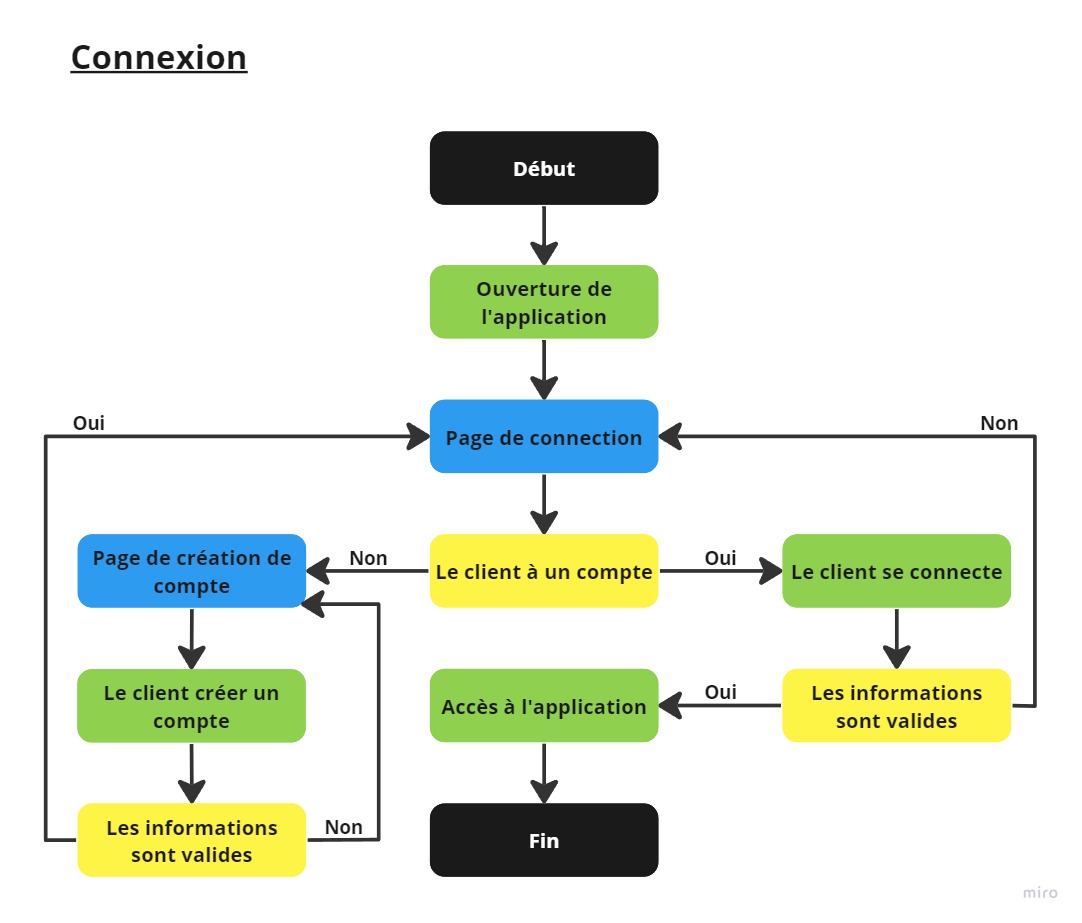 Connexion
Début
Ouverture de
l'application
Oui
Non
Page de connection
Page de création de
compte
Non
Le client à un compte
Oui
Le client se connecte
Le client créer un
compte
Accès à l'application
Oui
Les informations
sont valides
Les informations
sont valides
Non
Fin
miro